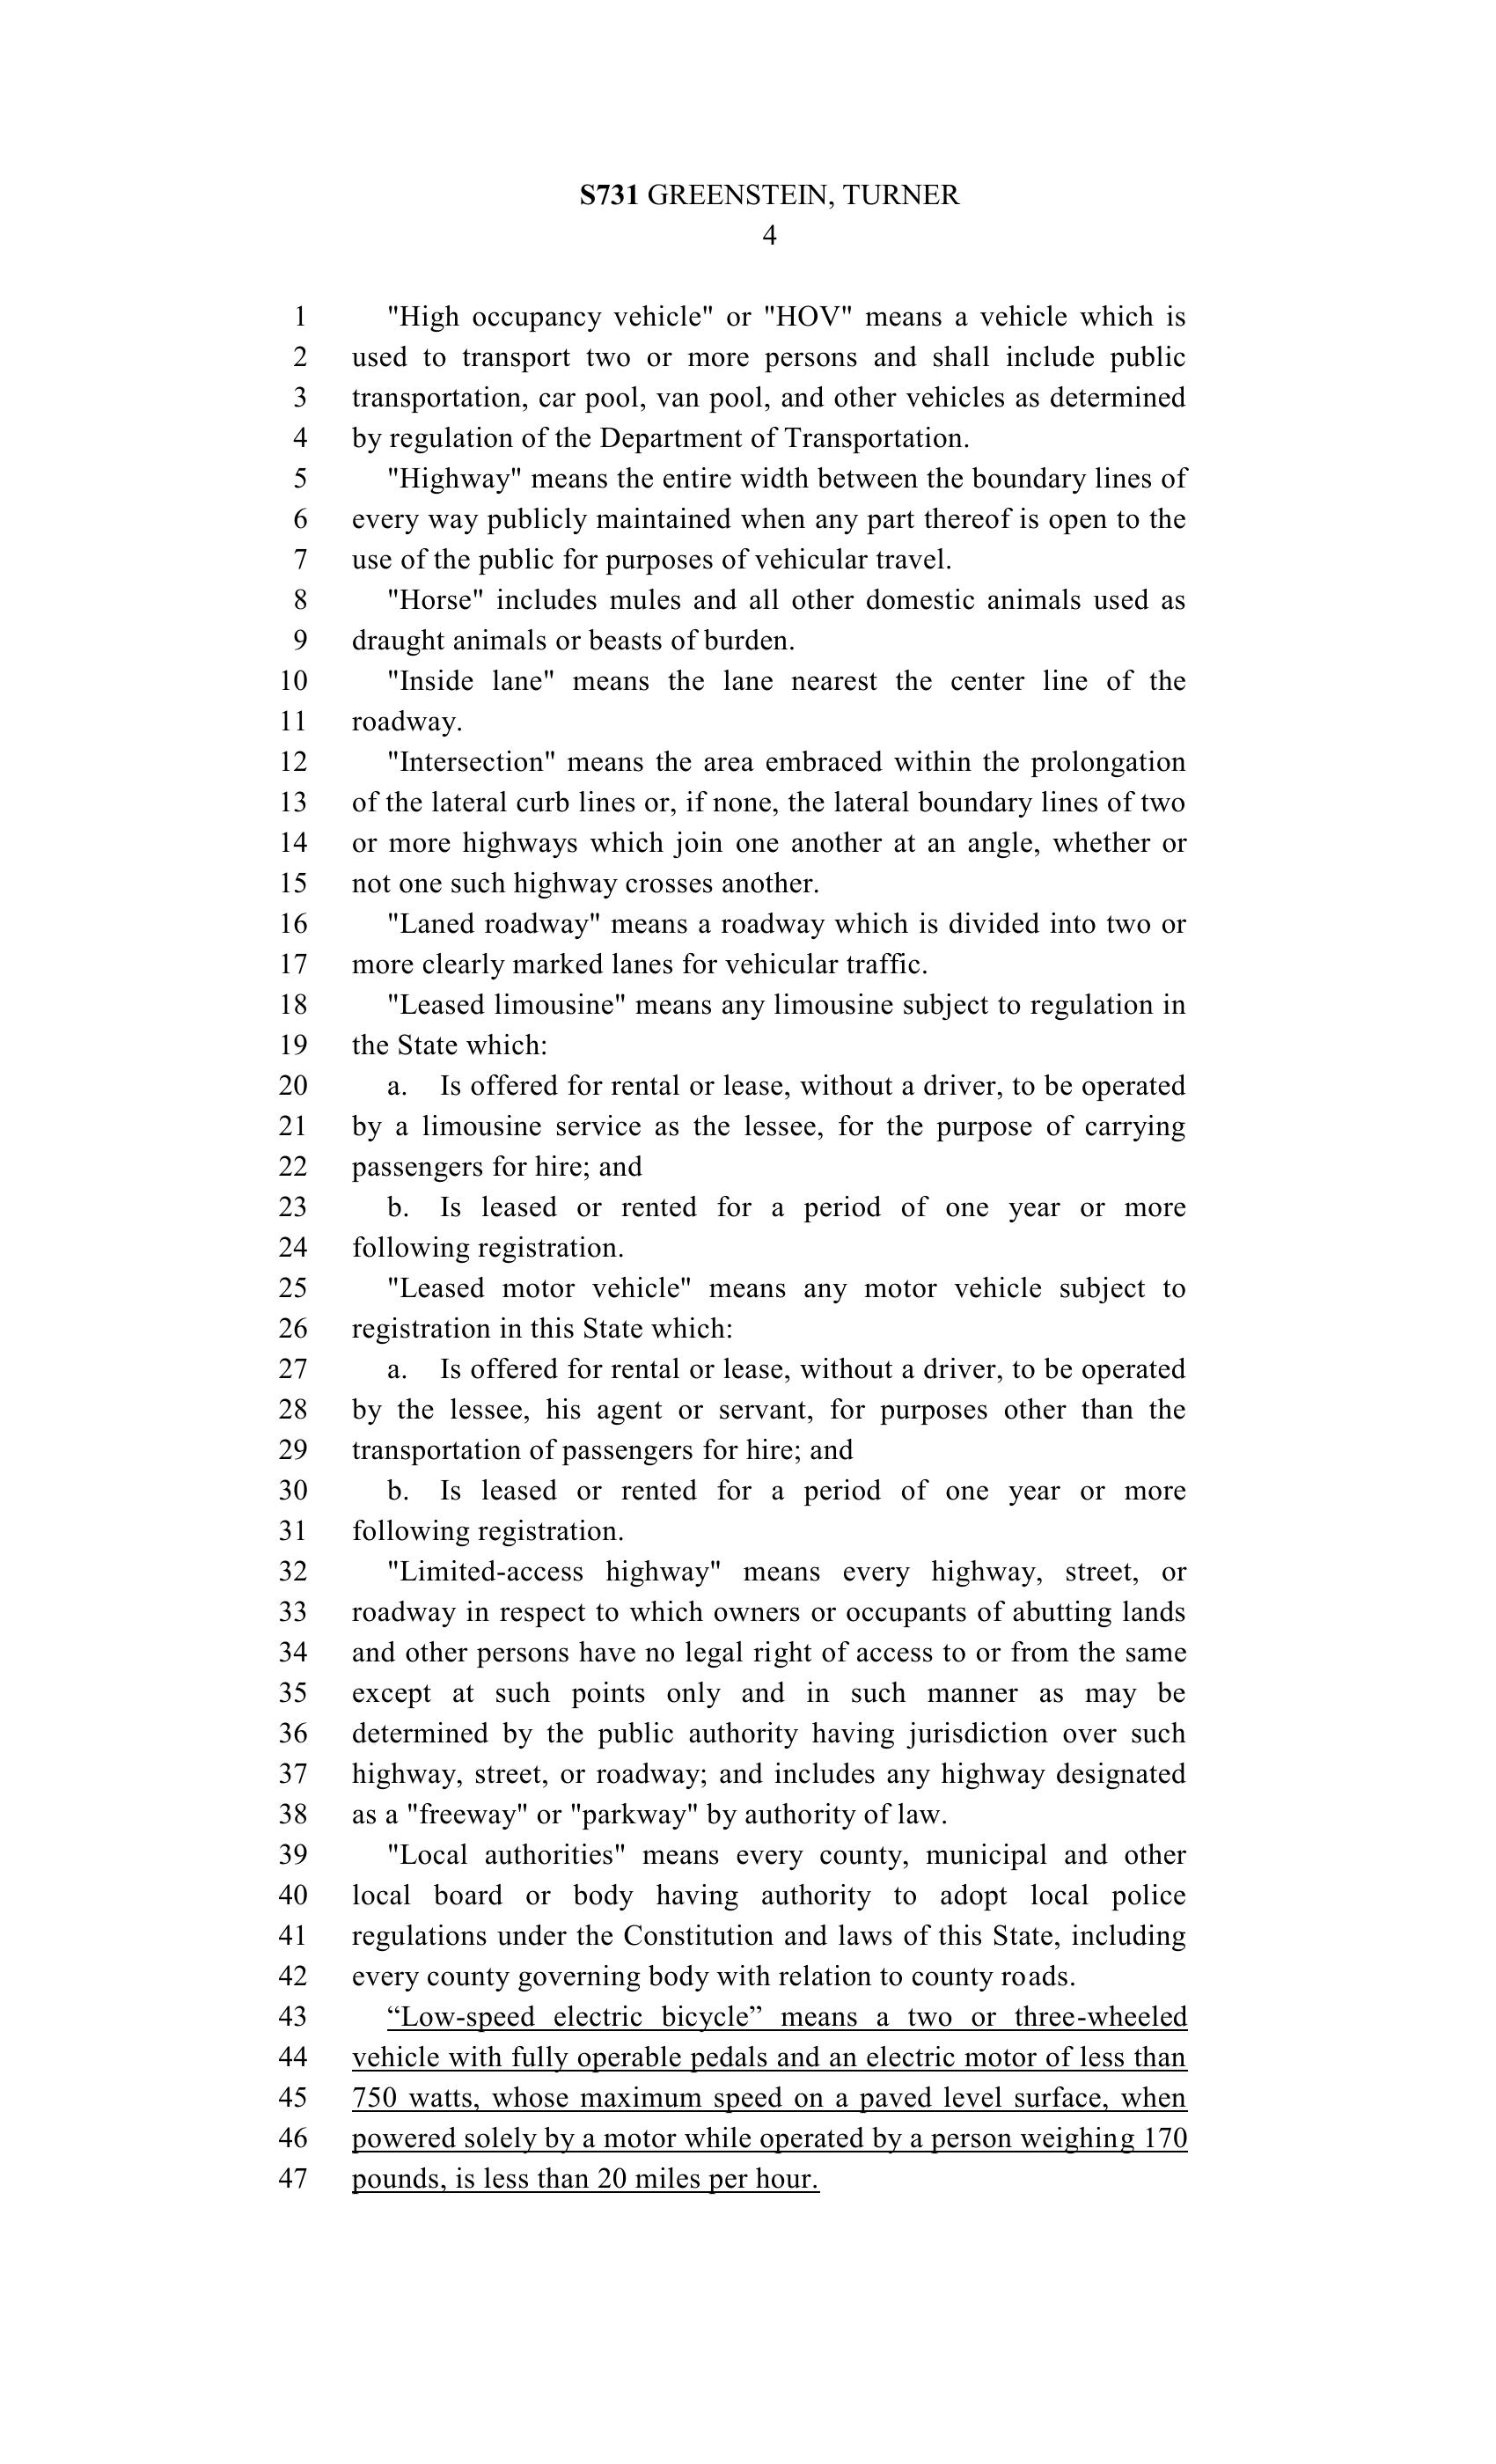 S731 GREENSTEIN, TURNER
4
1 "High occupancy vehicle" or "HOV" means a vehicle which is
2 used to transport two or more persons and shall include public
3 transportation, car pool, van pool, and other vehicles as determined
4 by regulation of the Department of Transportation.
5 "Highway" means the entire width between the boundary lines of
6 every way publicly maintained when any part thereof is open to the
7 use of the public for purposes of vehicular travel.
8 "Horse" includes mules and all other domestic animals used as
9 draught animals or beasts of burden.
10 "Inside lane" means the lane nearest the center line of the
11 roadway.
12 "Intersection" means the area embraced within the prolongation
13 of the lateral curb lines or, if none, the lateral boundary lines of two
14 or more highways which join one another at an angle, whether or
15 not one such highway crosses another.
16 "Laned roadway" means a roadway which is divided into two or
17 more clearly marked lanes for vehicular traffic.
18 "Leased limousine" means any limousine subject to regulation in
19 the State which:
20 a. Is offered for rental or lease, without a driver, to be operated
21 by a limousine service as the lessee, for the purpose of carrying
22 passengers for hire; and
23 b. Is leased or rented for a period of one year or more
24 following registration.
25 "Leased motor vehicle" means any motor vehicle subject to
26 registration in this State which:
27 a. Is offered for rental or lease, without a driver, to be operated
28 by the lessee, his agent or servant, for purposes other than the
29 transportation of passengers for hire; and
30 b. Is leased or rented for a period of one year or more
31 following registration.
32 "Limited-access highway" means every highway, street, or
33 roadway in respect to which owners or occupants of abutting lands
34 and other persons have no legal right of access to or from the same
35 except at such points only and in such manner as may be
36 determined by the public authority having jurisdiction over such
37 highway, street, or roadway; and includes any highway designated
38 as a "freeway" or "parkway" by authority of law.
39 "Local authorities" means every county, municipal and other
40 local board or body having authority to adopt local police
41 regulations under the Constitution and laws of this State, including
42 every county governing body with relation to county roads.
43 “Low-speed electric bicycle” means a two or three-wheeled
44 vehicle with fully operable pedals and an electric motor of less than
45 750 watts, whose maximum speed on a paved level surface, when
46 powered solely by a motor while operated by a person weighing 170
47 pounds, is less than 20 miles per hour.